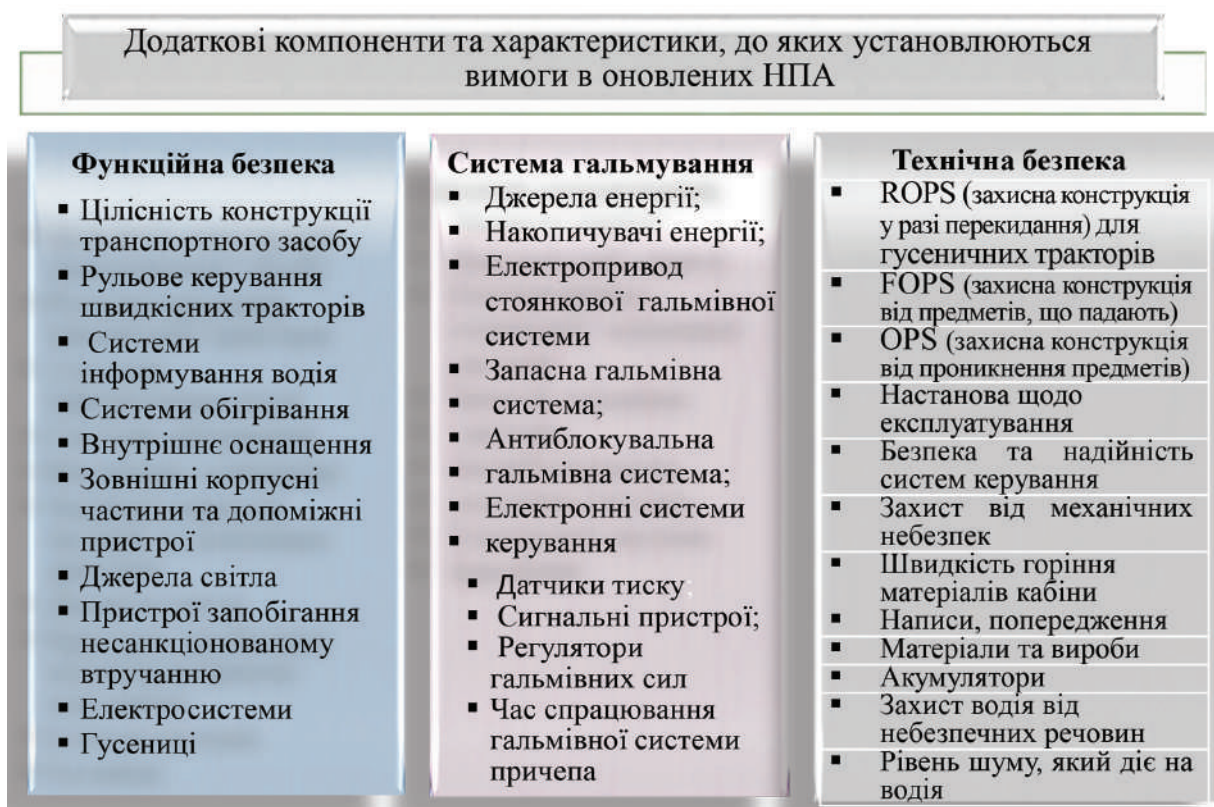 Додаткові компоненти та характеристики, до яких установлюються
вимоги в оновлених НПА
Функційна безпека
▪ Цілісність конструкції
транспортного засобу
▪ Рульове керування
швидкісних тракторів
▪ Системи
інформування водія
▪ Системи обігрівання
▪ Внутрішнє оснащення
▪ Зовнішні корпусні
частини та допоміжні
пристрої
▪ Джерела світла
▪ Пристрої запобігання
несанкціонованому
втручанню
▪ Електросистеми
▪ Гусениці
Система гальмування
▪ Джерела енергії;
▪ Накопичувачі енергії;
▪ Електропривод
стоянкової гальмівної
системи
▪ Запасна гальмівна
▪ система;
▪ Антиблокувальна
▪ гальмівна система;
▪ Електронні системи
▪ керування
▪ Датчики тиску;
▪ Сигнальні пристрої;
▪ Регулятори
гальмівних сил
▪ Час спрацювання
гальмівної системи
причепа
Технічна безпека
▪ ROPS (захисна конструкція
у разі перекидання) для
гусеничних тракторів
▪ FOPS (захисна конструкція
від предметів, що падають)
▪ OPS (захисна конструкція
від проникнення предметів)
▪ Настанова щодо
експлуатування
▪ Безпека та надійність
систем керування
▪ Захист від механічних
небезпек
▪ Швидкість горіння
матеріалів кабіни
▪ Написи, попередження
▪ Матеріали та вироби
▪ Акумулятори
▪ Захист водія від
небезпечних речовин
▪ Рівень шуму, який діє на
водія